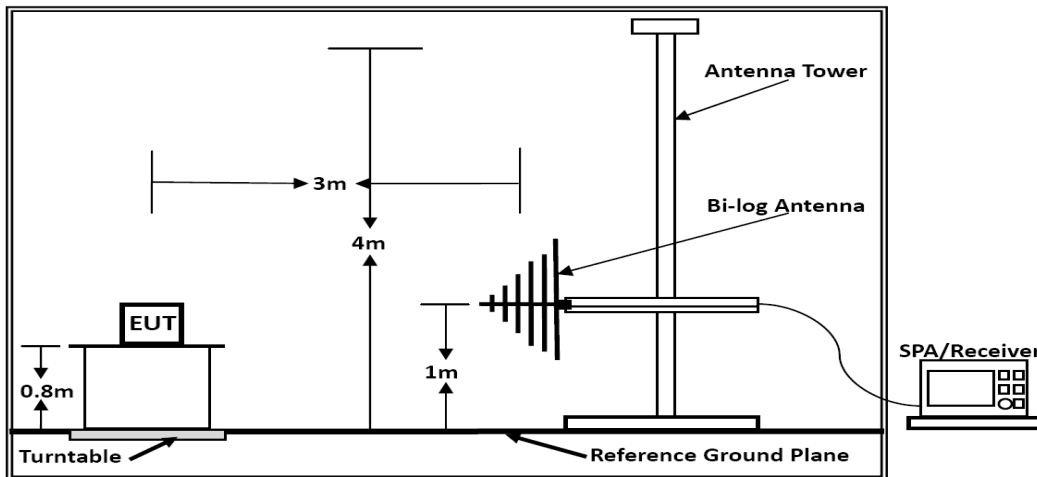 Antenna Tower
3m
Bi-log Antenna
4m
EUT
1m
SPA/Receiver
0.8m
Turntable
Reference Ground Plane